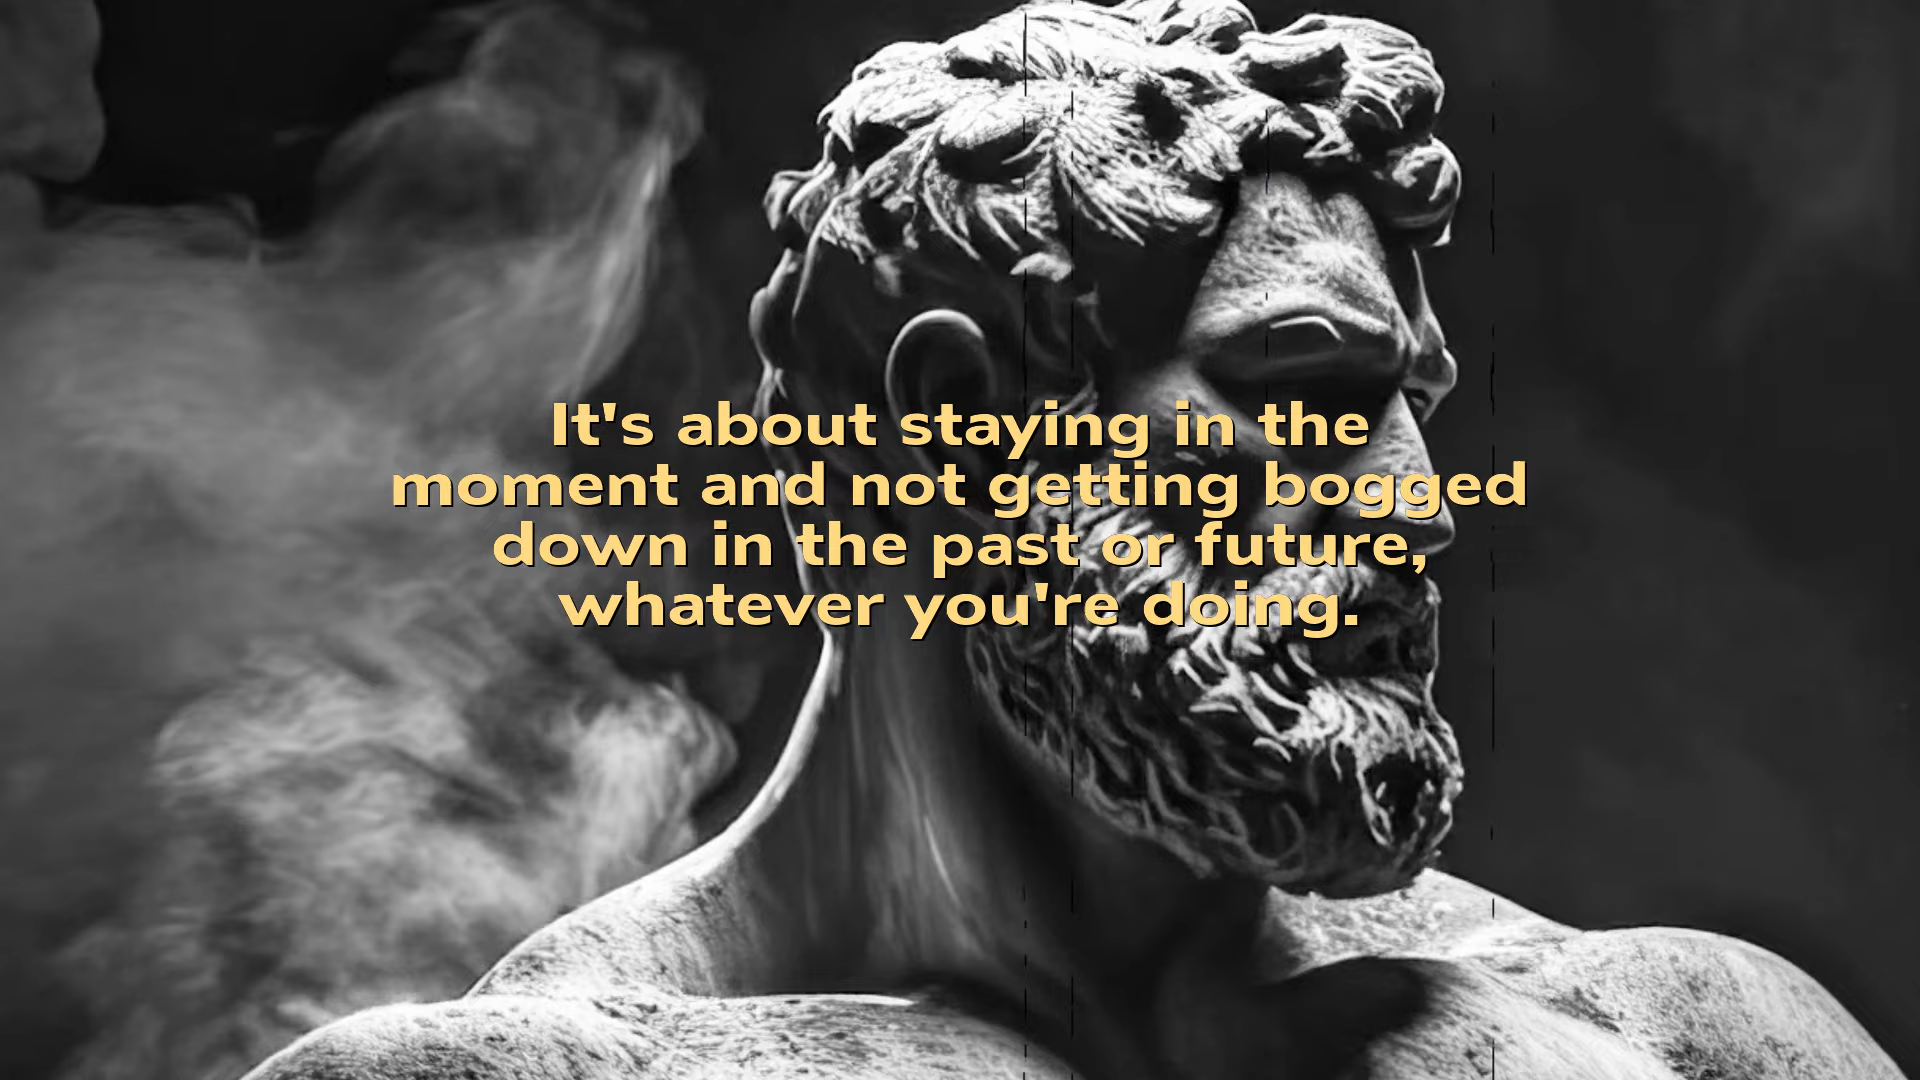 It's about staying in the
moment and not getting bogged
down in the past or future,
whatever you're doing.